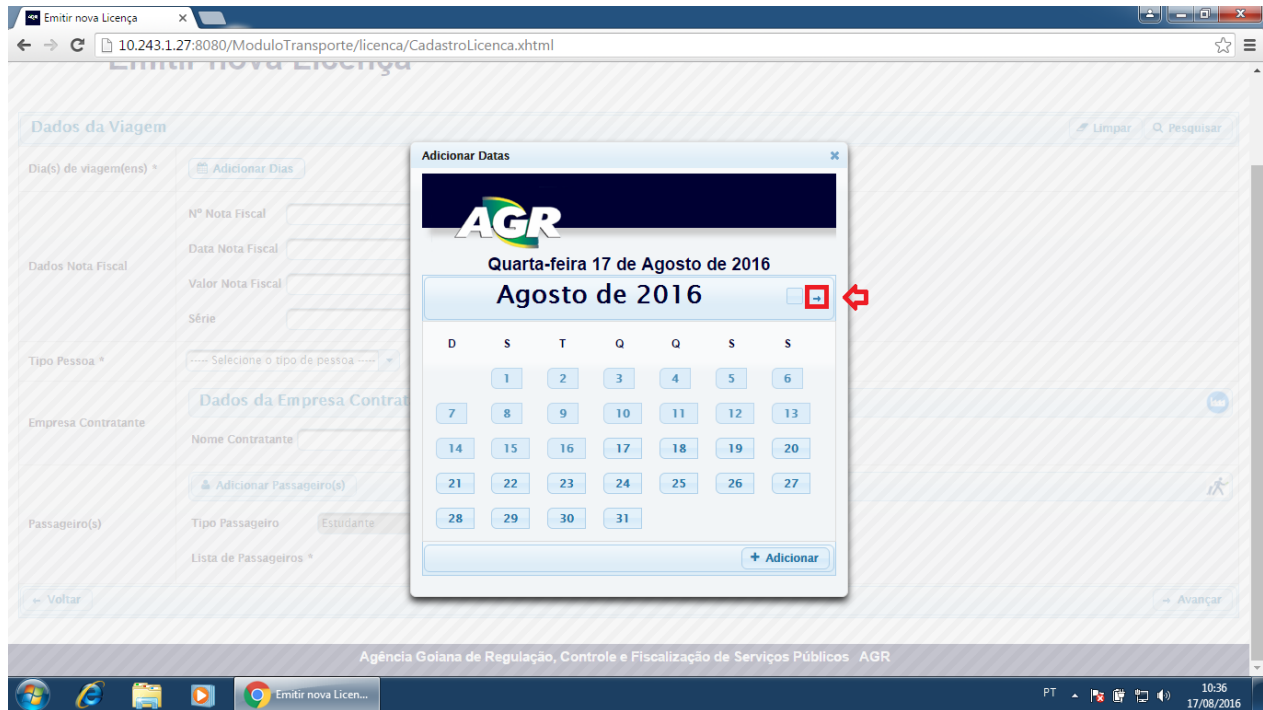 Emitir nova Licença
10.243.1.27:8080/ModuloTransporte/licenca/CadastroLicenca.xhtml
Emitir nova Licença
Dados da Viagem
Limpar
Pesquisar
Dia(s) de viagem(ens) *
Adicionar Dias
Dados Nota Fiscal
Nº Nota Fiscal
Data Nota Fiscal
Valor Nota Fiscal
Série
Tipo Pessoa *
----- Selecione o tipo de pessoa -----
Empresa Contratante
Dados da Empresa Contrat
Nome Contratante
Adicionar Passageiro(s)
Passageiro(s)
Tipo Passageiro
Estudante
Lista de Passageiros *
Voltar
Avançar
Adicionar Datas
AGR
Quarta-feira 17 de Agosto de 2016
Agosto de 2016
D S T Q Q S S
1 2 3 4 5 6
7 8 9 10 11 12 13
14 15 16 17 18 19 20
21 22 23 24 25 26 27
28 29 30 31
+ Adicionar
Agência Goiana de Regulação, Controle e Fiscalização de Serviços Públicos AGR
Emitir nova Licen...
PT
10:36
17/08/2016